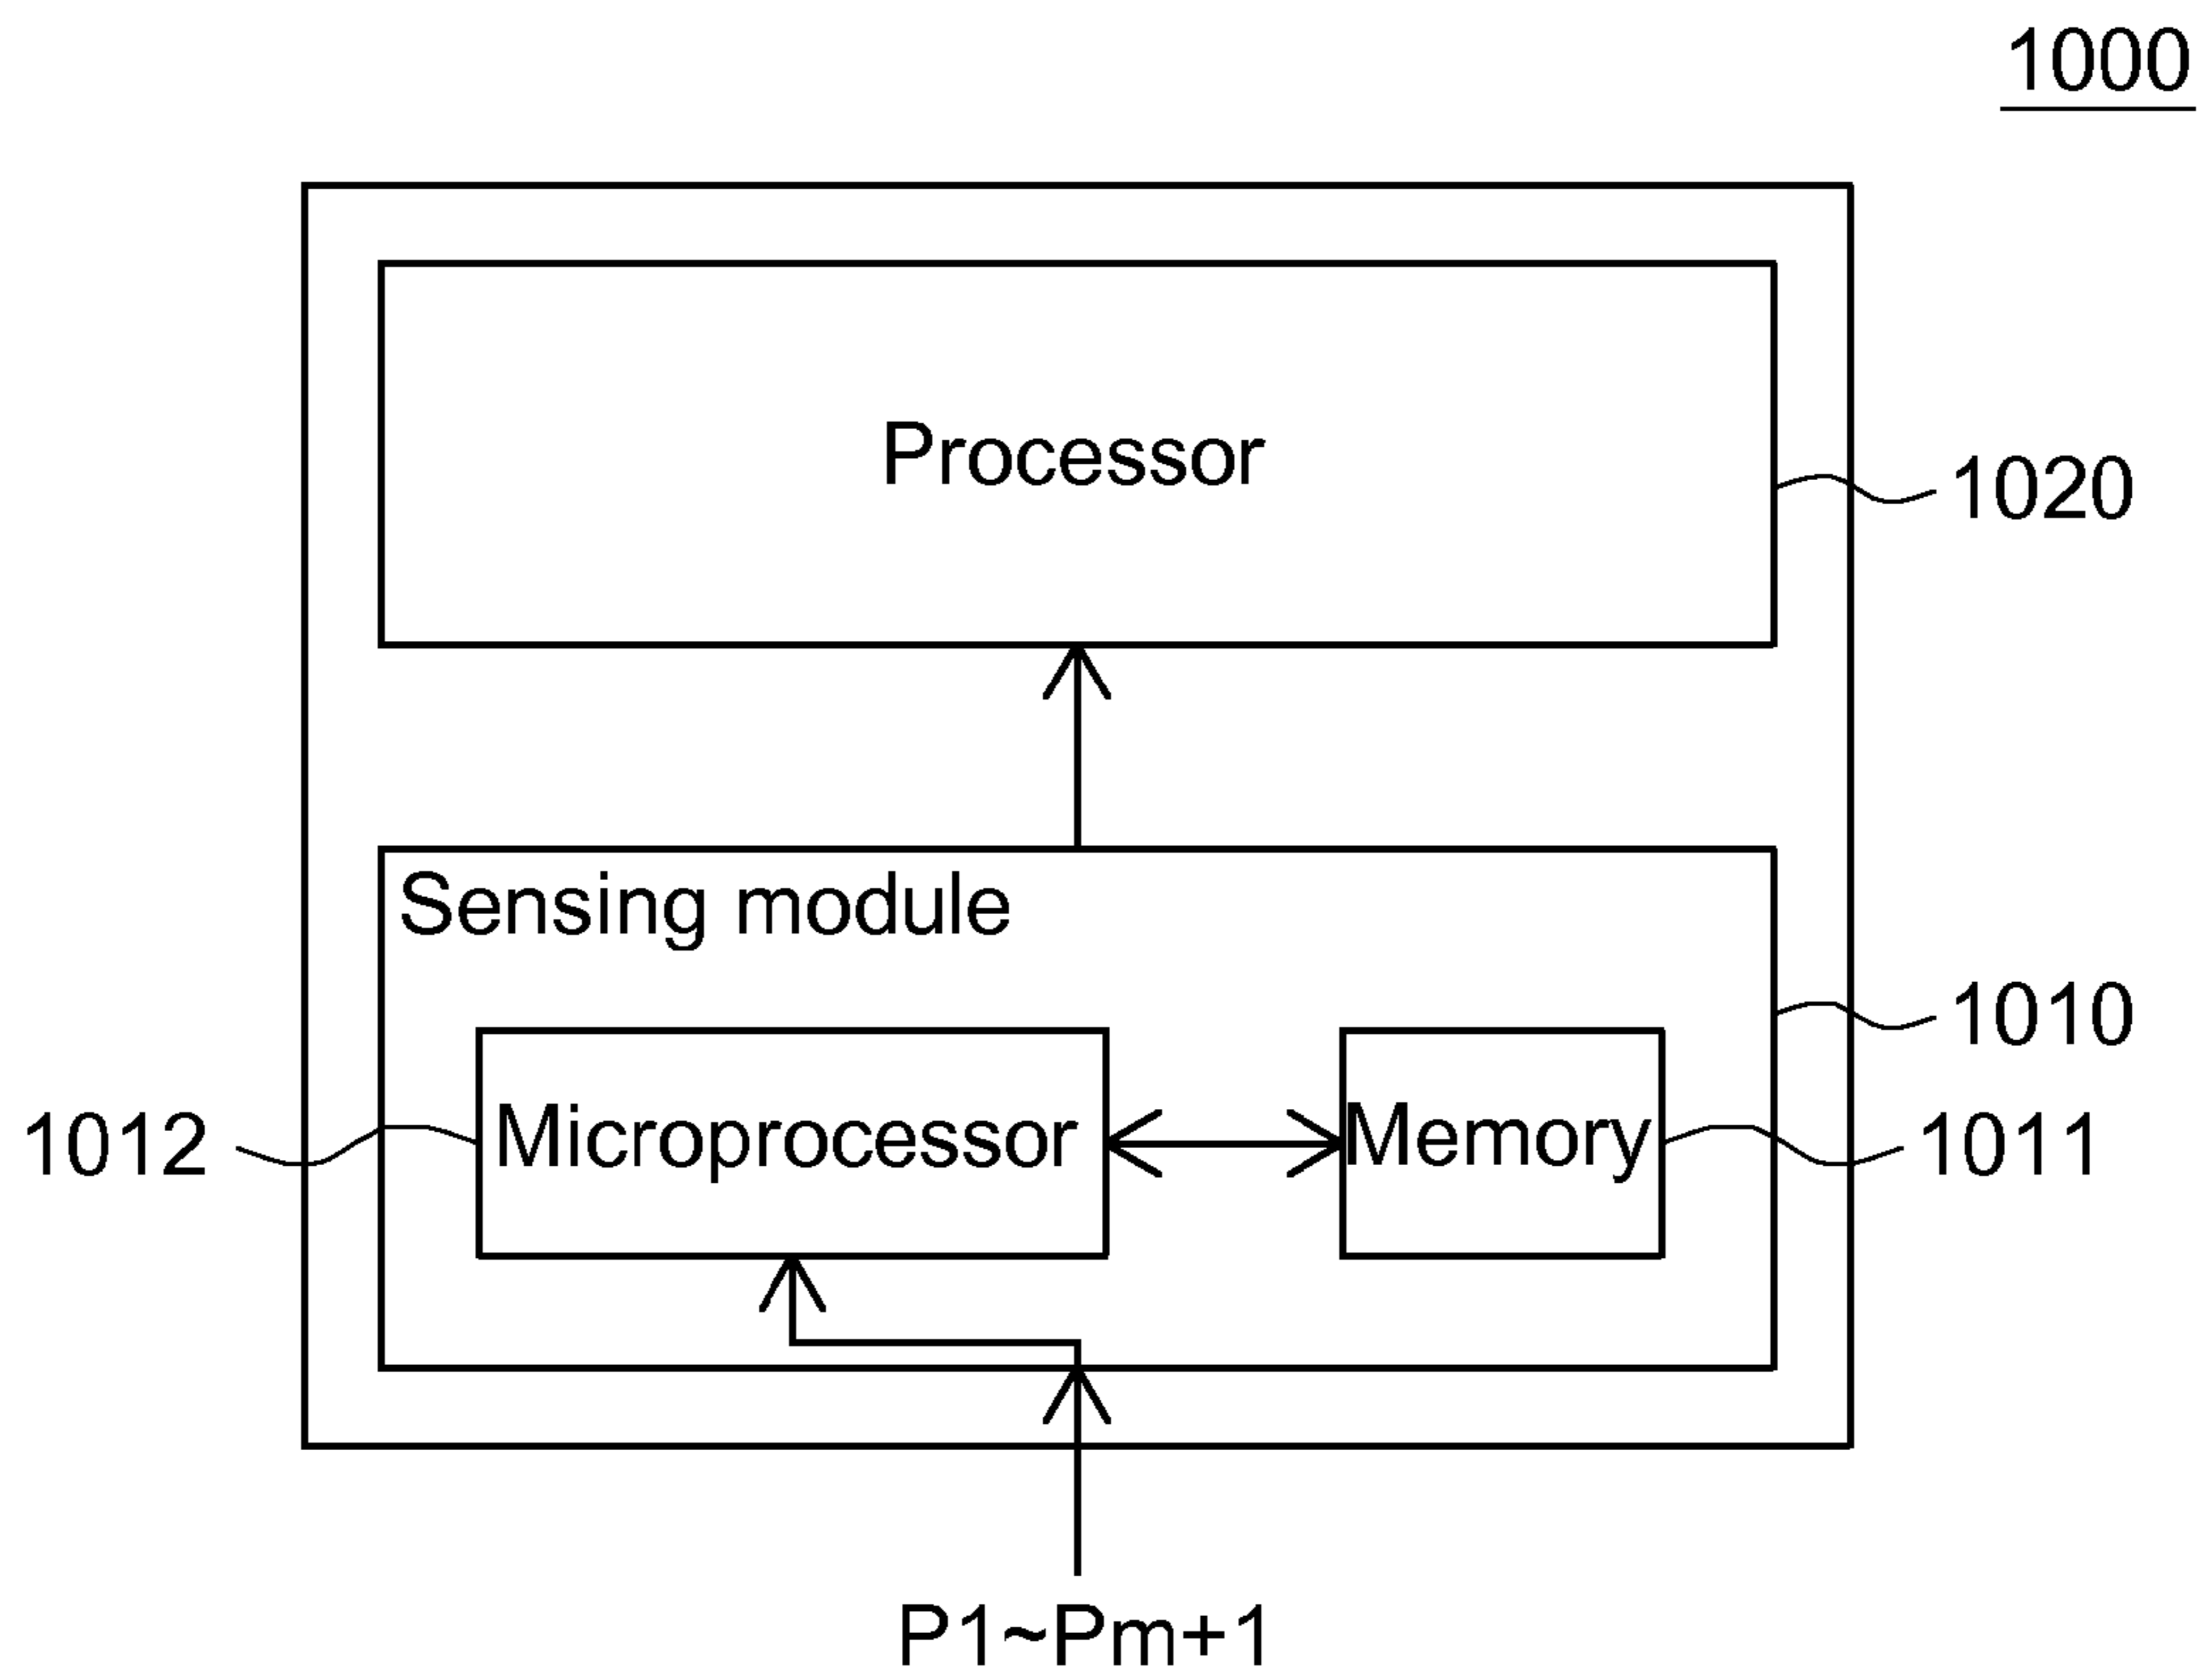 1000
Processor
1020
Sensing module
1010
1012
Microprocessor
Memory
1011
P1~Pm+1